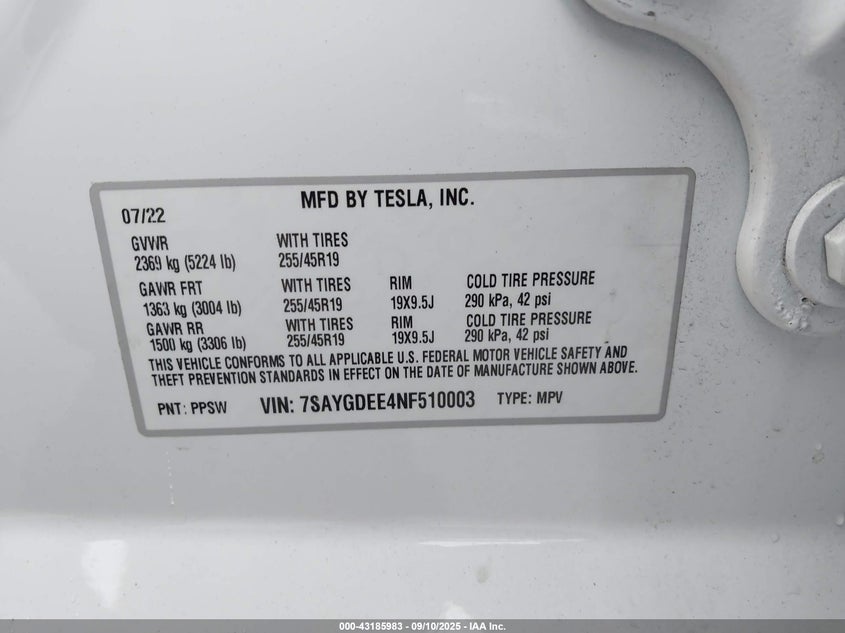 MFD BY TESLA, INC.
07/22
GVWR WITH TIRES
2369 kg (5224 lb) 255/45R19
GAWR FRT WITH TIRES RIM COLD TIRE PRESSURE
1363 kg (3004 lb) 255/45R19 19X9.5J 290 kPa, 42 psi
GAWR RR WITH TIRES RIM COLD TIRE PRESSURE
1500 kg (3306 lb) 255/45R19 19X9.5J 290 kPa, 42 psi
THIS VEHICLE CONFORMS TO ALL APPLICABLE U.S. FEDERAL MOTOR VEHICLE SAFETY AND
THEFT PREVENTION STANDARDS IN EFFECT ON THE DATE OF MANUFACTURE SHOWN ABOVE.
PNT: PPSW VIN: 7SAYGDEE4NF510003 TYPE: MPV
000-43185983 - 09/10/2025 - IAA Inc.